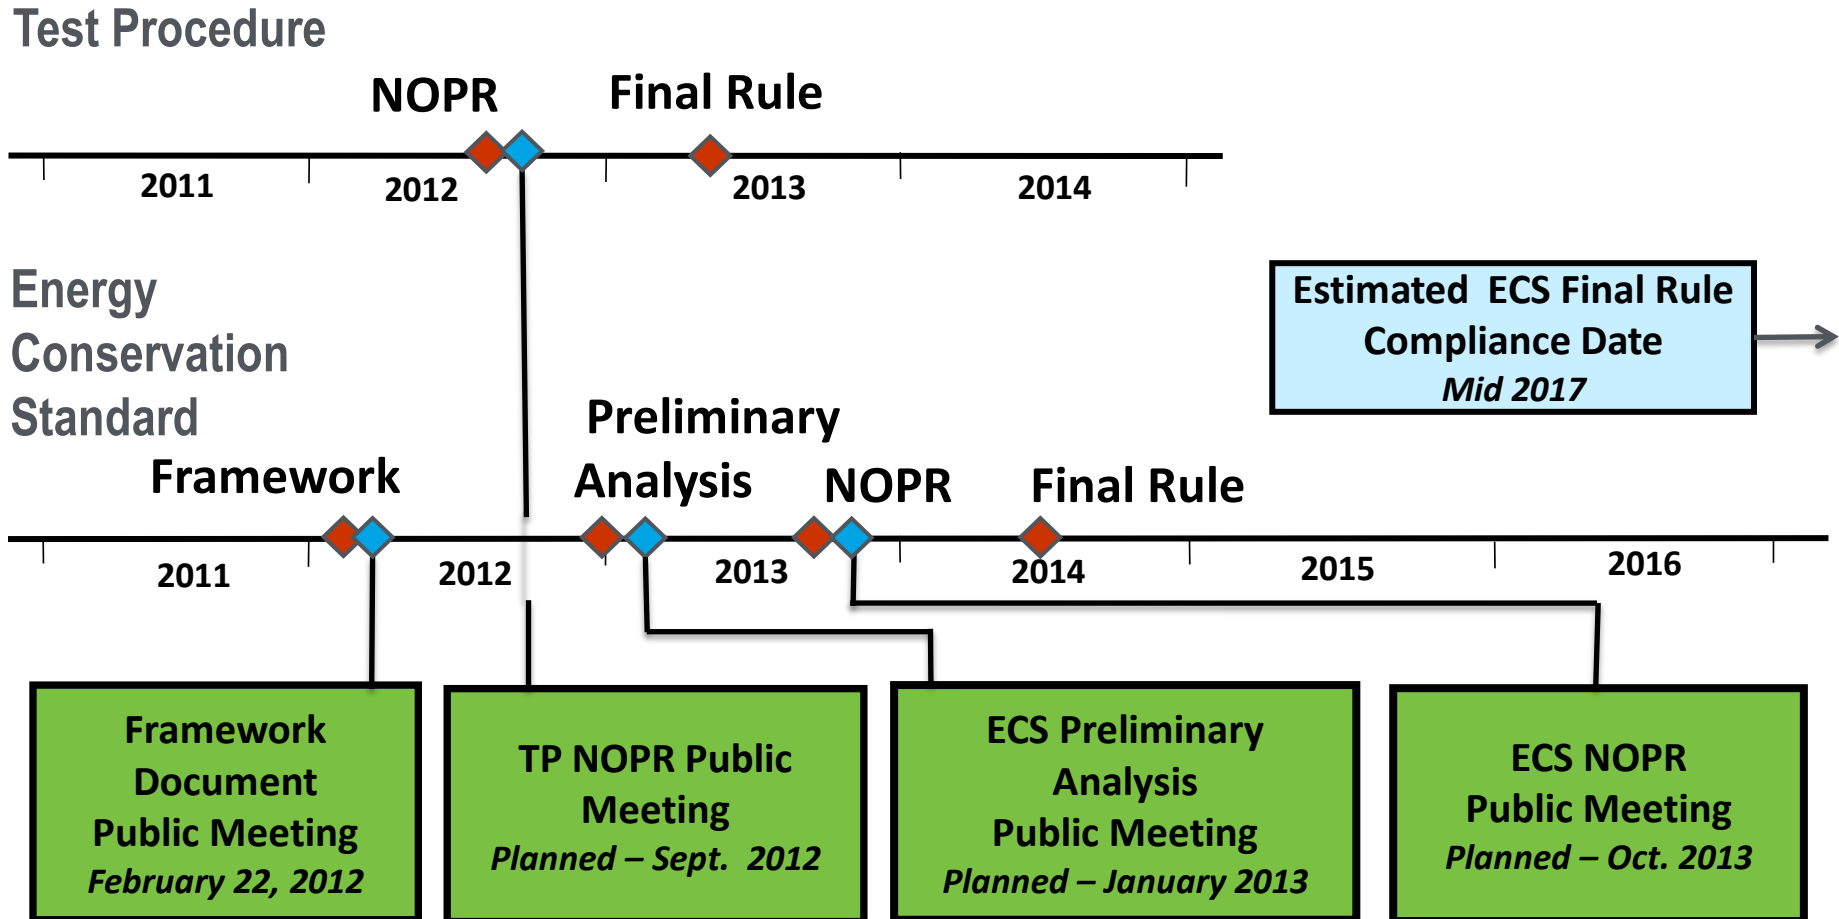 Test Procedure
NOPR
Final Rule
2011
2012
2013
2014
Energy
Conservation
Standard
Estimated ECS Final Rule
Compliance Date
Mid 2017
Framework
Preliminary
Analysis
NOPR
Final Rule
2011
2012
2013
2014
2015
2016
Framework
Document
Public Meeting
February 22, 2012
TP NOPR Public
Meeting
Planned – Sept. 2012
ECS Preliminary
Analysis
Public Meeting
Planned – January 2013
ECS NOPR
Public Meeting
Planned – Oct. 2013